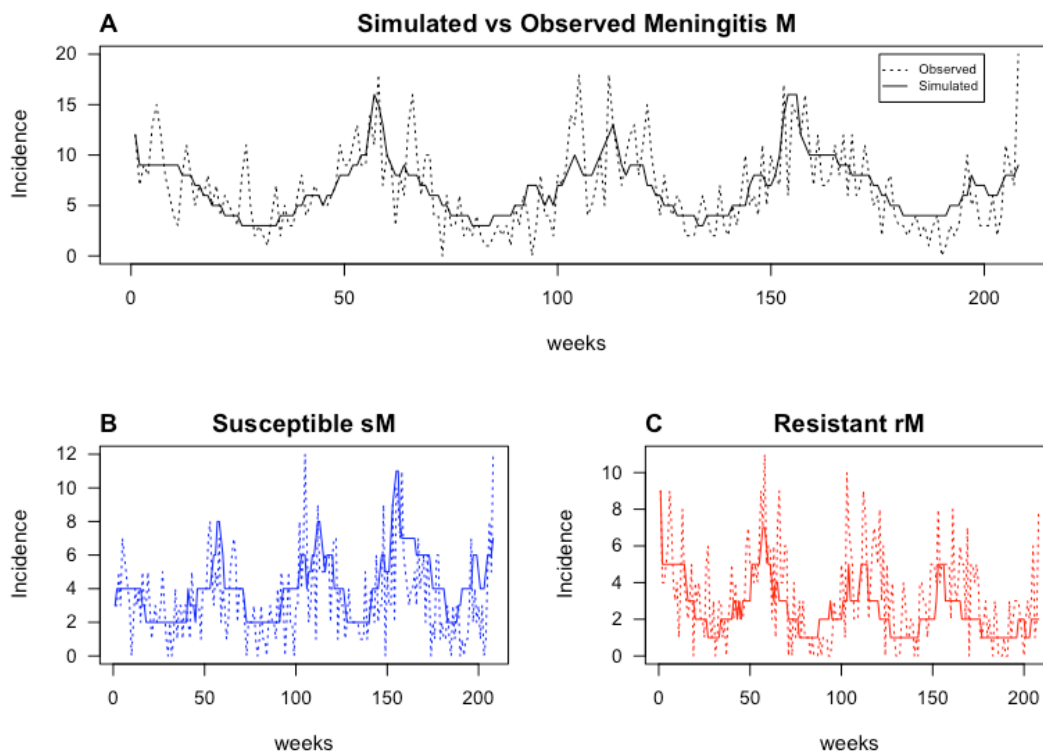 A Simulated vs Observed Meningitis M
20
15
10
5
0
Incidence
Observed
Simulated
0 50 100 150 200
weeks
B Susceptible sM
12
10
8
6
4
2
0
Incidence
0 50 100 150 200
weeks
C Resistant rM
10
8
6
4
2
0
Incidence
0 50 100 150 200
weeks